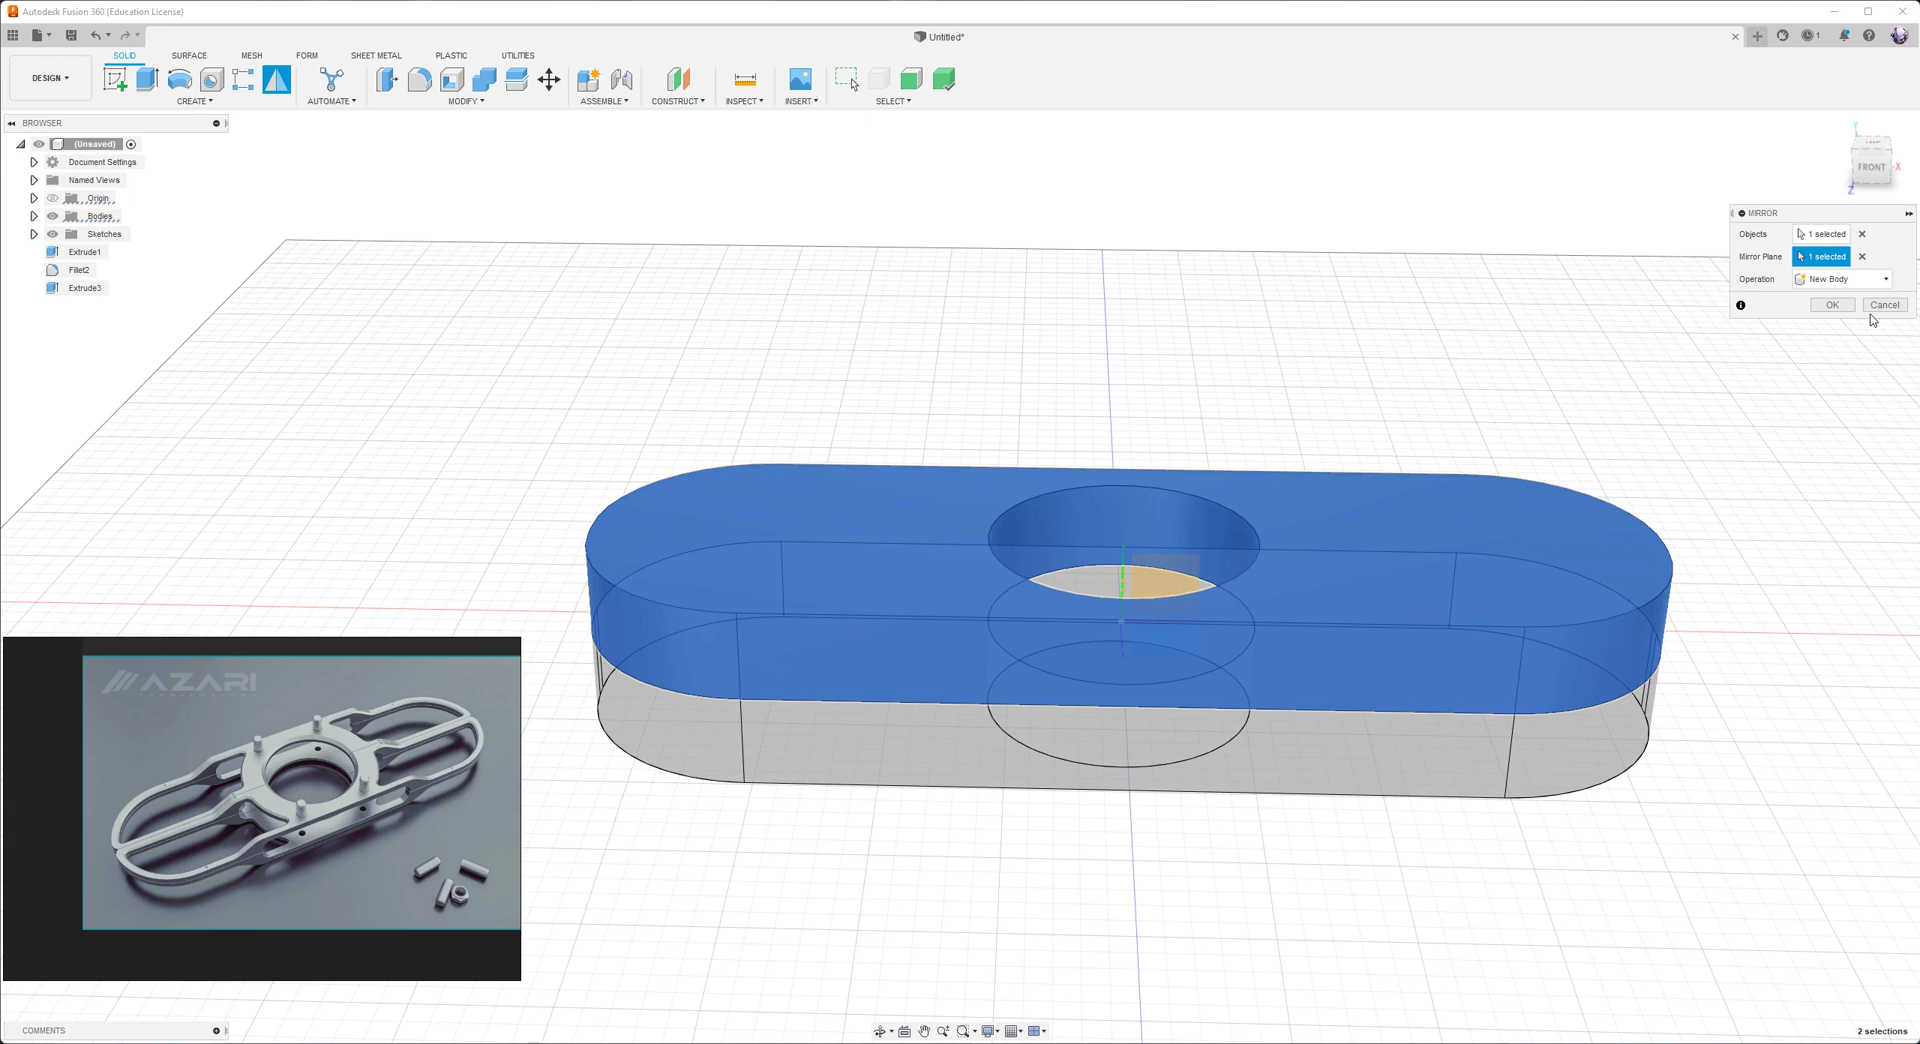 Autodesk Fusion 360 (Education License)
Untitled*
1
DESIGN
SOLID SURFACE MESH FORM SHEET METAL PLASTIC UTILITIES
CREATE AUTOMATE MODIFY ASSEMBLE CONSTRUCT INSPECT INSERT SELECT
BROWSER
(Unsaved)
Document Settings
Named Views
Origin
Bodies
Sketches
Extrude1
Fillet2
Extrude3
Y
FRONT
X
Z
MIRROR
Objects 1 selected
Mirror Plane 1 selected
Operation New Body
OK Cancel
AZARI
COMMENTS
2 selections